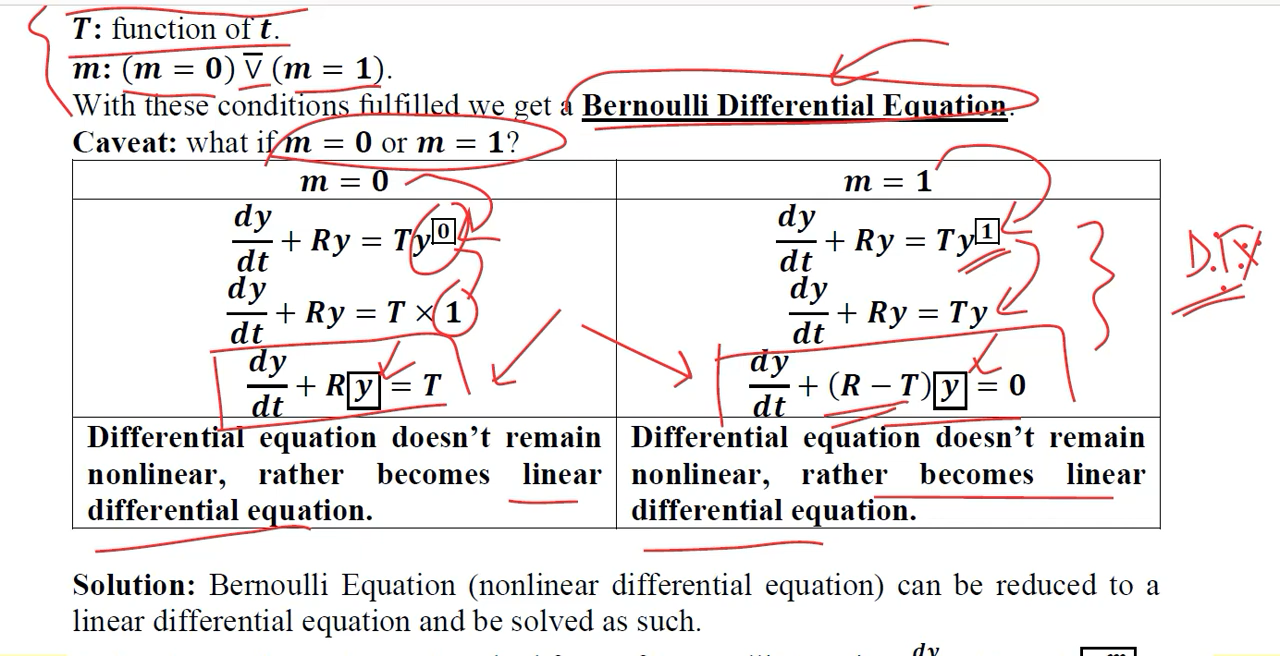 T: function of t.
m: (m = 0) ⊽ (m = 1).
With these conditions fulfilled we get a Bernoulli Differential Equation.
Caveat: what if m = 0 or m = 1?
m = 0
dy/dt + Ry = Ty^0
dy/dt + Ry = T × 1
dy/dt + Ry = T
Differential equation doesn’t remain
nonlinear, rather becomes linear
differential equation.
m = 1
dy/dt + Ry = Ty^1
dy/dt + Ry = Ty
dy/dt + (R − T)y = 0
Differential equation doesn’t remain
nonlinear, rather becomes linear
differential equation.
Solution: Bernoulli Equation (nonlinear differential equation) can be reduced to a
linear differential equation and be solved as such.